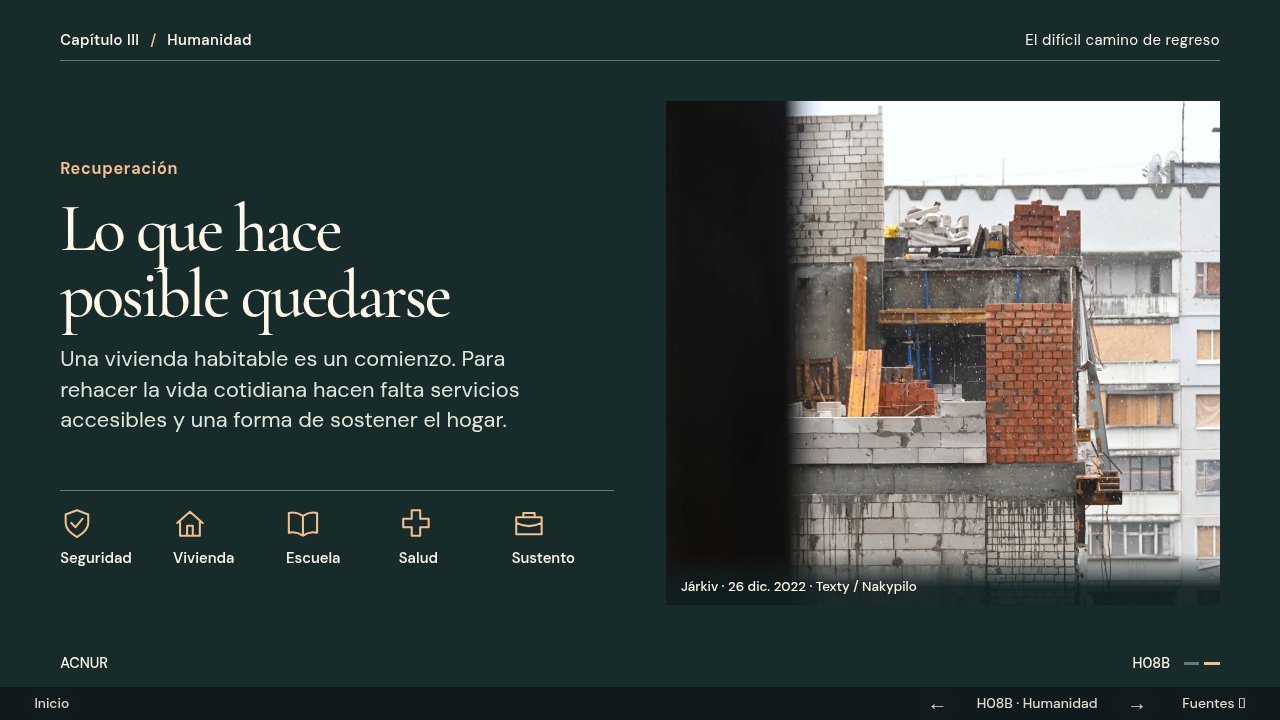 Capítulo III / Humanidad
El difícil camino de regreso
Recuperación
Lo que hace
posible quedarse
Una vivienda habitable es un comienzo. Para
rehacer la vida cotidiana hacen falta servicios
accesibles y una forma de sostener el hogar.
Seguridad Vivienda Escuela Salud Sustento
Járkiv · 26 dic. 2022 · Texty / Nakypilo
ACNUR
H08B
Inicio
← H08B · Humanidad → Fuentes